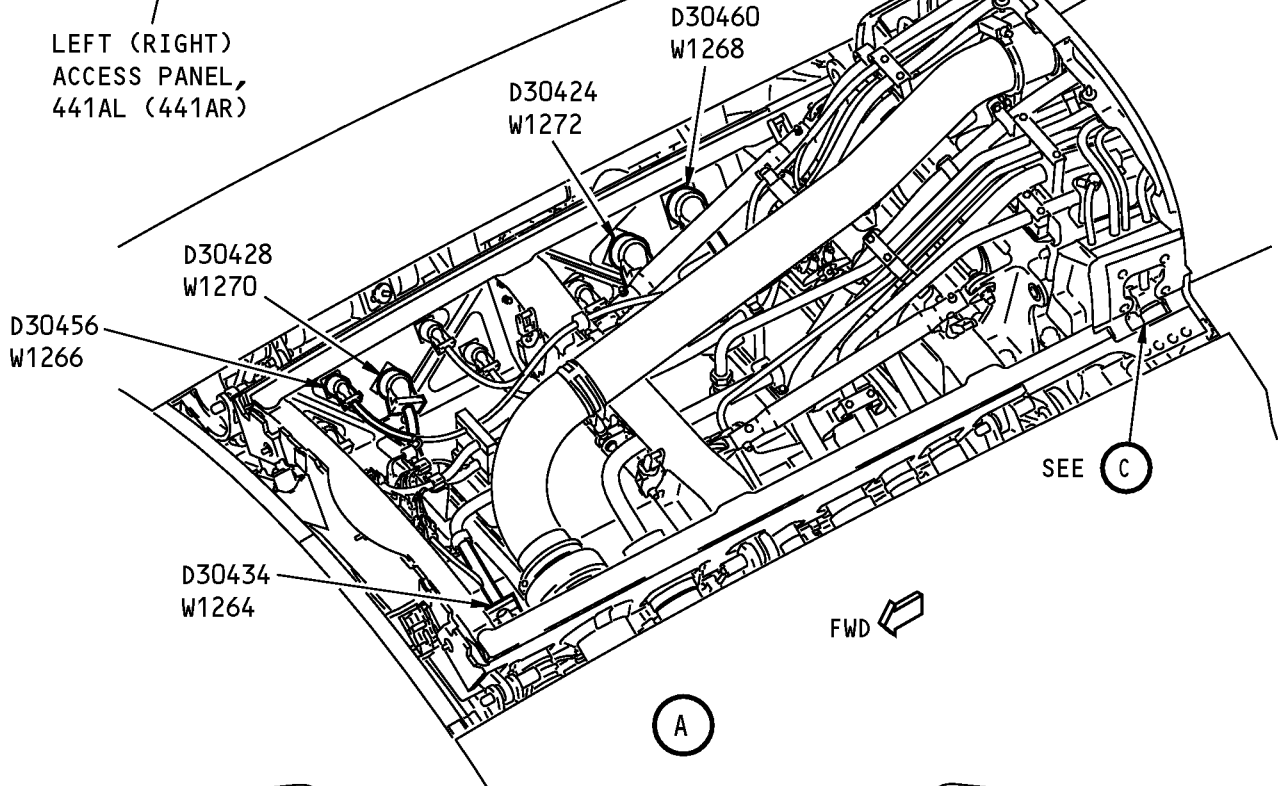 LEFT (RIGHT)
ACCESS PANEL,
441AL (441AR)
D30460
W1268
D30424
W1272
D30428
W1270
D30456
W1266
SEE C
D30434
W1264
FWD
A